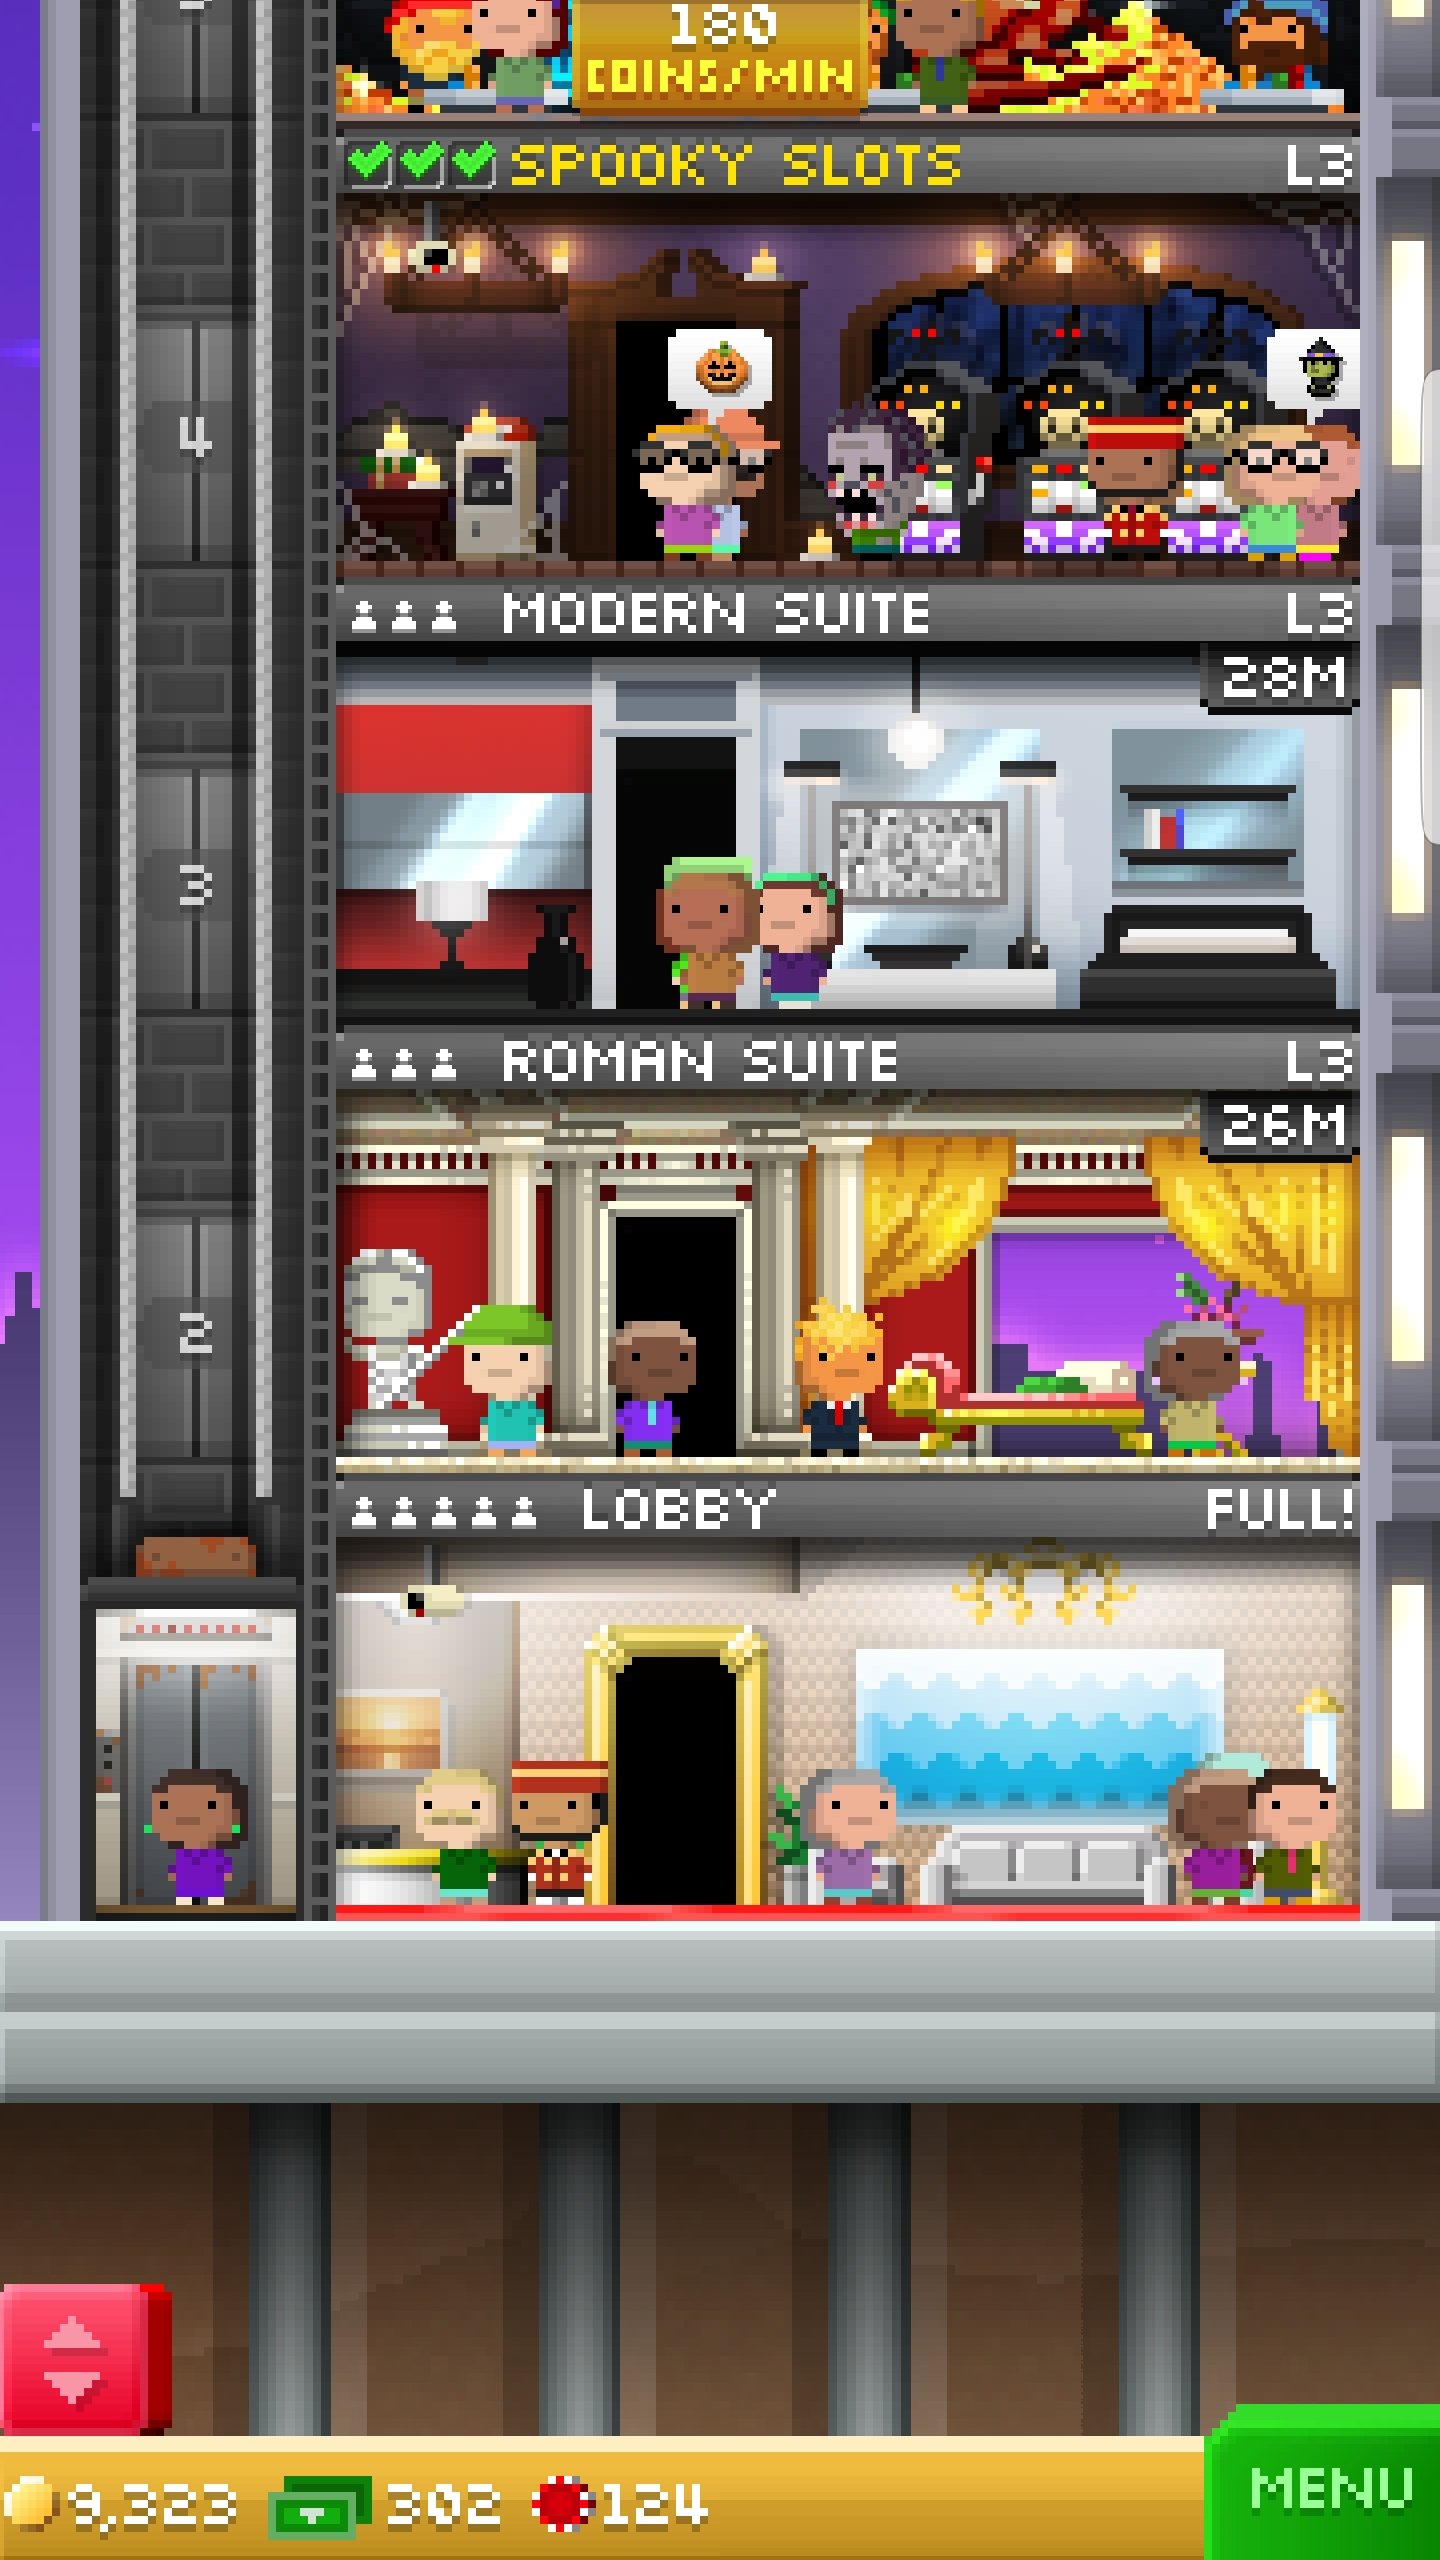 180
COINS/MIN
SPOOKY SLOTS L3
4
MODERN SUITE L3
28M
3
ROMAN SUITE L3
26M
2
LOBBY FULL!
9,323 302 124
MENU